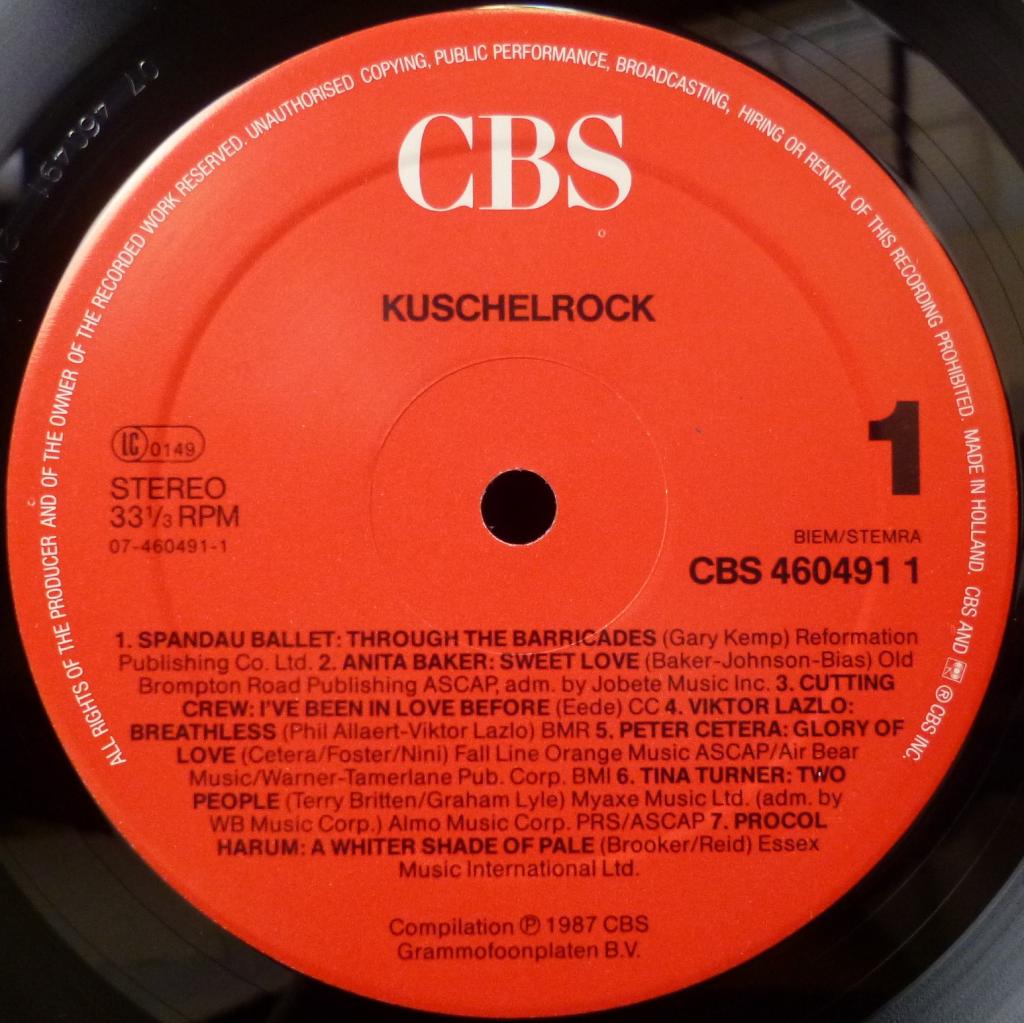 ALL RIGHTS OF THE PRODUCER AND OF THE OWNER OF THE RECORDED WORK RESERVED. UNAUTHORISED COPYING, PUBLIC PERFORMANCE, BROADCASTING, HIRING OR RENTAL OF THIS RECORDING PROHIBITED. MADE IN HOLLAND. CBS AND ® CBS INC.
CBS
KUSCHELROCK
1
LC 0149
STEREO
33⅓ RPM
07-460491-1
BIEM/STEMRA
CBS 460491 1
1. SPANDAU BALLET: THROUGH THE BARRICADES (Gary Kemp) Reformation
Publishing Co. Ltd. 2. ANITA BAKER: SWEET LOVE (Baker-Johnson-Bias) Old
Brompton Road Publishing ASCAP, adm. by Jobete Music Inc. 3. CUTTING
CREW: I'VE BEEN IN LOVE BEFORE (Eede) CC 4. VIKTOR LAZLO:
BREATHLESS (Phil Allaert-Viktor Lazlo) BMR 5. PETER CETERA: GLORY OF
LOVE (Cetera/Foster/Nini) Fall Line Orange Music ASCAP/Air Bear
Music/Warner-Tamerlane Pub. Corp. BMI 6. TINA TURNER: TWO
PEOPLE (Terry Britten/Graham Lyle) Myaxe Music Ltd. (adm. by
WB Music Corp.) Almo Music Corp. PRS/ASCAP 7. PROCOL
HARUM: A WHITER SHADE OF PALE (Brooker/Reid) Essex
Music International Ltd.
Compilation ℗ 1987 CBS
Grammofoonplaten B.V.
07 460491